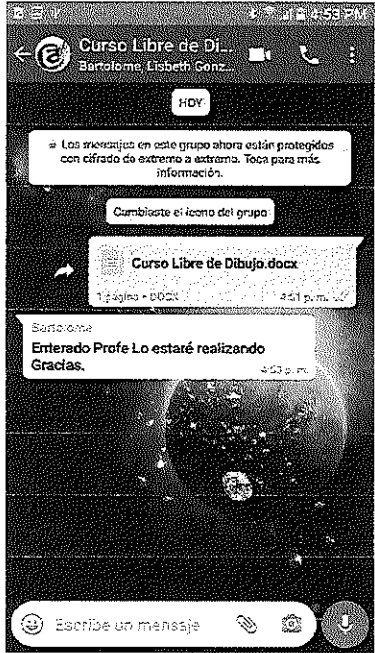 4:53 PM
Curso Libre de Di...
Bartolome, Lisbeth Gonz...
HOY
Los mensajes en este grupo ahora están protegidos
con cifrado de extremo a extremo. Toca para más
información.
Cambiaste el ícono del grupo
Curso Libre de Dibujo.docx
1 página • DOCX 4:51 p. m.
Bartolome
Enterado Profe Lo estaré realizando
Gracias.
4:53 p. m.
Escribe un mensaje